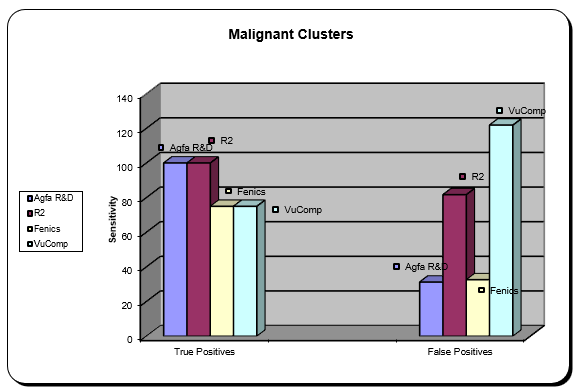 Malignant Clusters
140
120
100
80
60
40
20
0
Sensitivity
Agfa R&D
R2
Fenics
VuComp
Agfa R&D
R2
Fenics
VuComp
Agfa R&D
R2
Fenics
VuComp
True Positives
False Positives